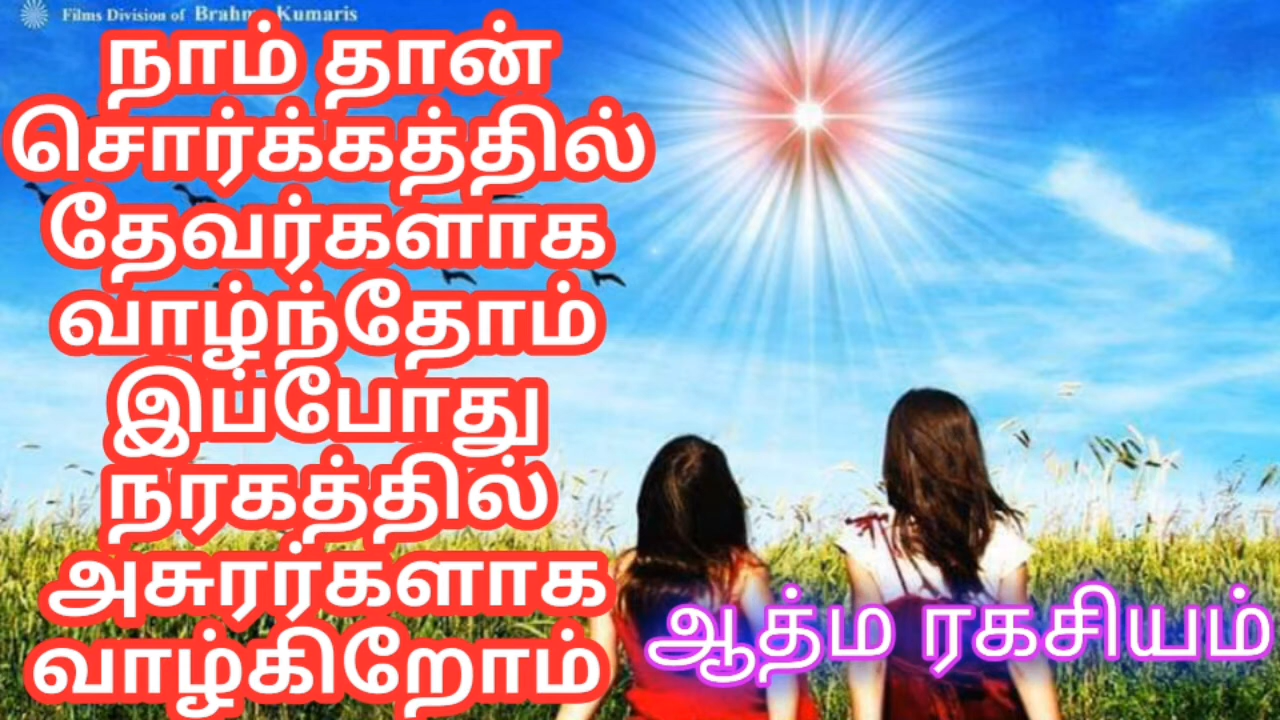 Films Division of Brahma Kumaris
நாம் தான்
சொர்க்கத்தில்
தேவர்களாக
வாழ்ந்தோம்
இப்போது
நரகத்தில்
அசுரர்களாக
வாழ்கிறோம்
ஆத்ம ரகசியம்